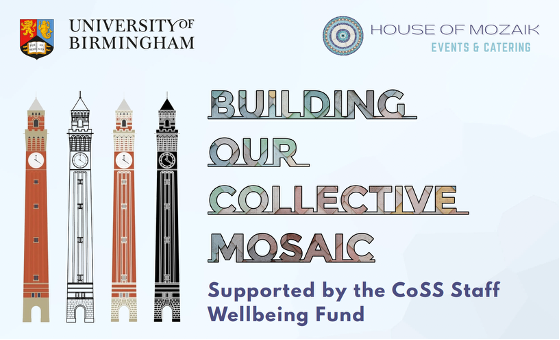 UNIVERSITY OF
BIRMINGHAM
HOUSE OF MOZAIK
EVENTS & CATERING
BUILDING
OUR
COLLECTIVE
MOSAIC
Supported by the CoSS Staff
Wellbeing Fund